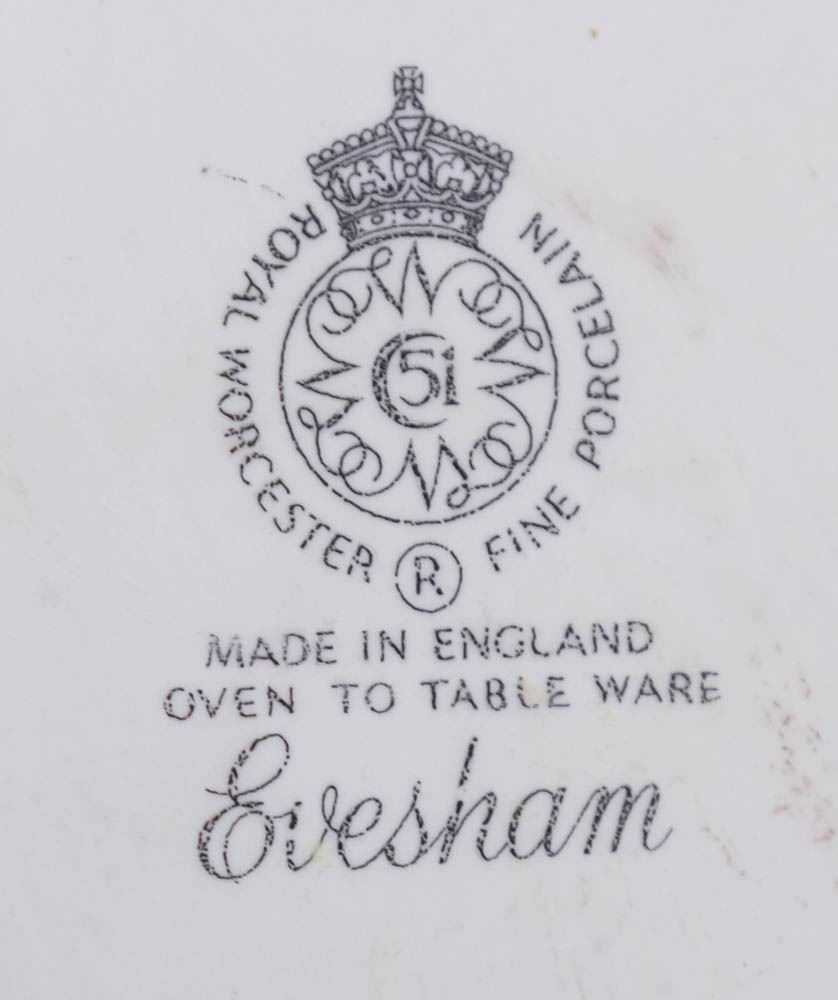 ROYAL WORCESTER ® FINE PORCELAIN
W W W W
51
MADE IN ENGLAND
OVEN TO TABLE WARE
Evesham